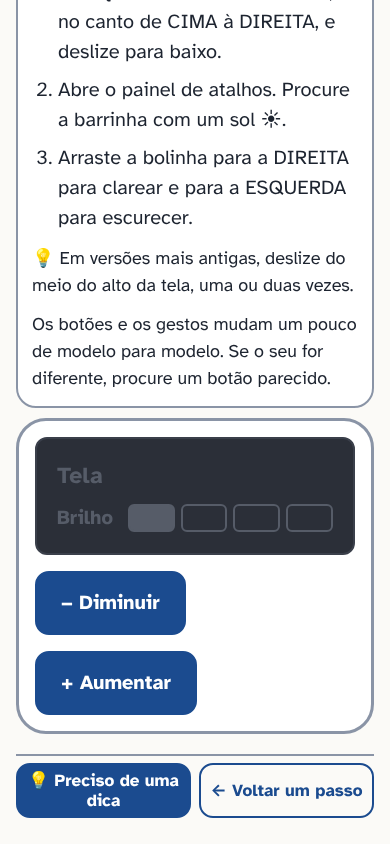 no canto de CIMA à DIREITA, e
deslize para baixo.
2. Abre o painel de atalhos. Procure
a barrinha com um sol ☀.
3. Arraste a bolinha para a DIREITA
para clarear e para a ESQUERDA
para escurecer.
💡 Em versões mais antigas, deslize do
meio do alto da tela, uma ou duas vezes.
Os botões e os gestos mudam um pouco
de modelo para modelo. Se o seu for
diferente, procure um botão parecido.
Tela
Brilho
– Diminuir
+ Aumentar
💡 Preciso de uma
dica
← Voltar um passo